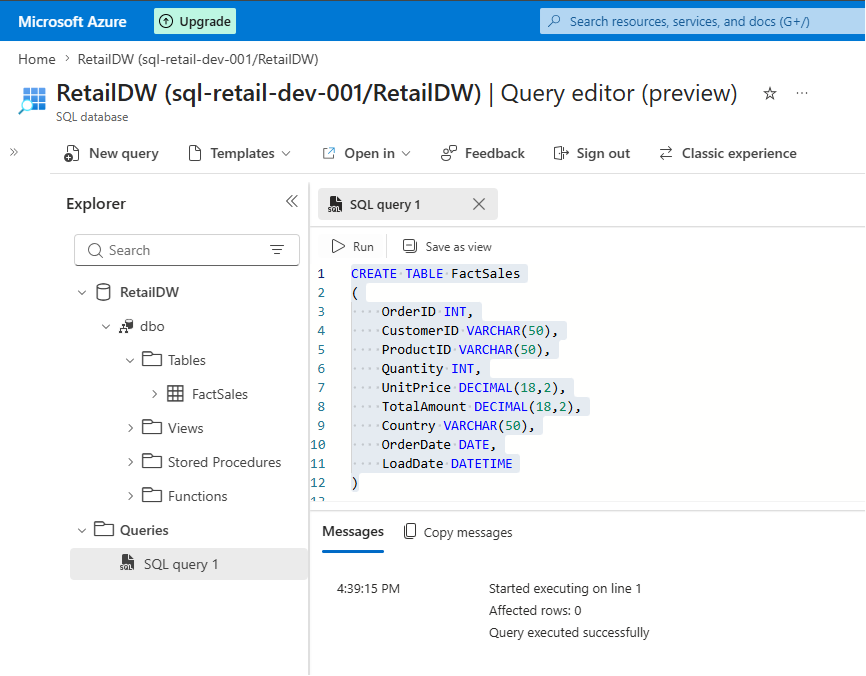 Microsoft Azure
Upgrade
Search resources, services, and docs (G+/)
Home > RetailDW (sql-retail-dev-001/RetailDW)
RetailDW (sql-retail-dev-001/RetailDW) | Query editor (preview)
SQL database
New query
Templates
Open in
Feedback
Sign out
Classic experience
Explorer
Search
RetailDW
dbo
Tables
FactSales
Views
Stored Procedures
Functions
Queries
SQL query 1
SQL query 1
Run
Save as view
1 CREATE TABLE FactSales
2 (
3 OrderID INT,
4 CustomerID VARCHAR(50),
5 ProductID VARCHAR(50),
6 Quantity INT,
7 UnitPrice DECIMAL(18,2),
8 TotalAmount DECIMAL(18,2),
9 Country VARCHAR(50),
10 OrderDate DATE,
11 LoadDate DATETIME
12 )
Messages
Copy messages
4:39:15 PM
Started executing on line 1
Affected rows: 0
Query executed successfully